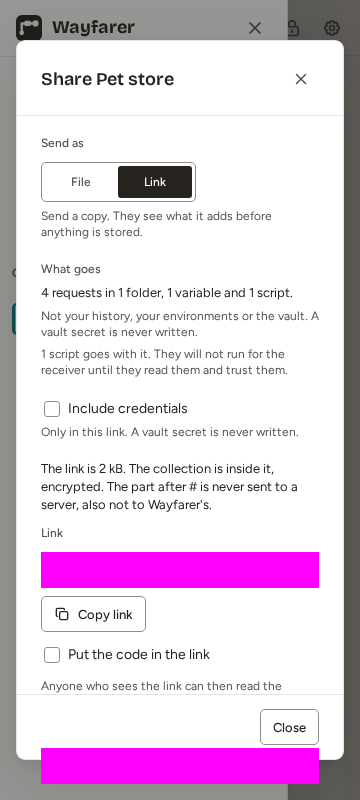 Wayfarer
Share Pet store
Send as
File
Link
Send a copy. They see what it adds before
anything is stored.
What goes
4 requests in 1 folder, 1 variable and 1 script.
Not your history, your environments or the vault. A
vault secret is never written.
1 script goes with it. They will not run for the
receiver until they read them and trust them.
Include credentials
Only in this link. A vault secret is never written.
The link is 2 kB. The collection is inside it,
encrypted. The part after # is never sent to a
server, also not to Wayfarer's.
Link
Copy link
Put the code in the link
Anyone who sees the link can then read the
Close